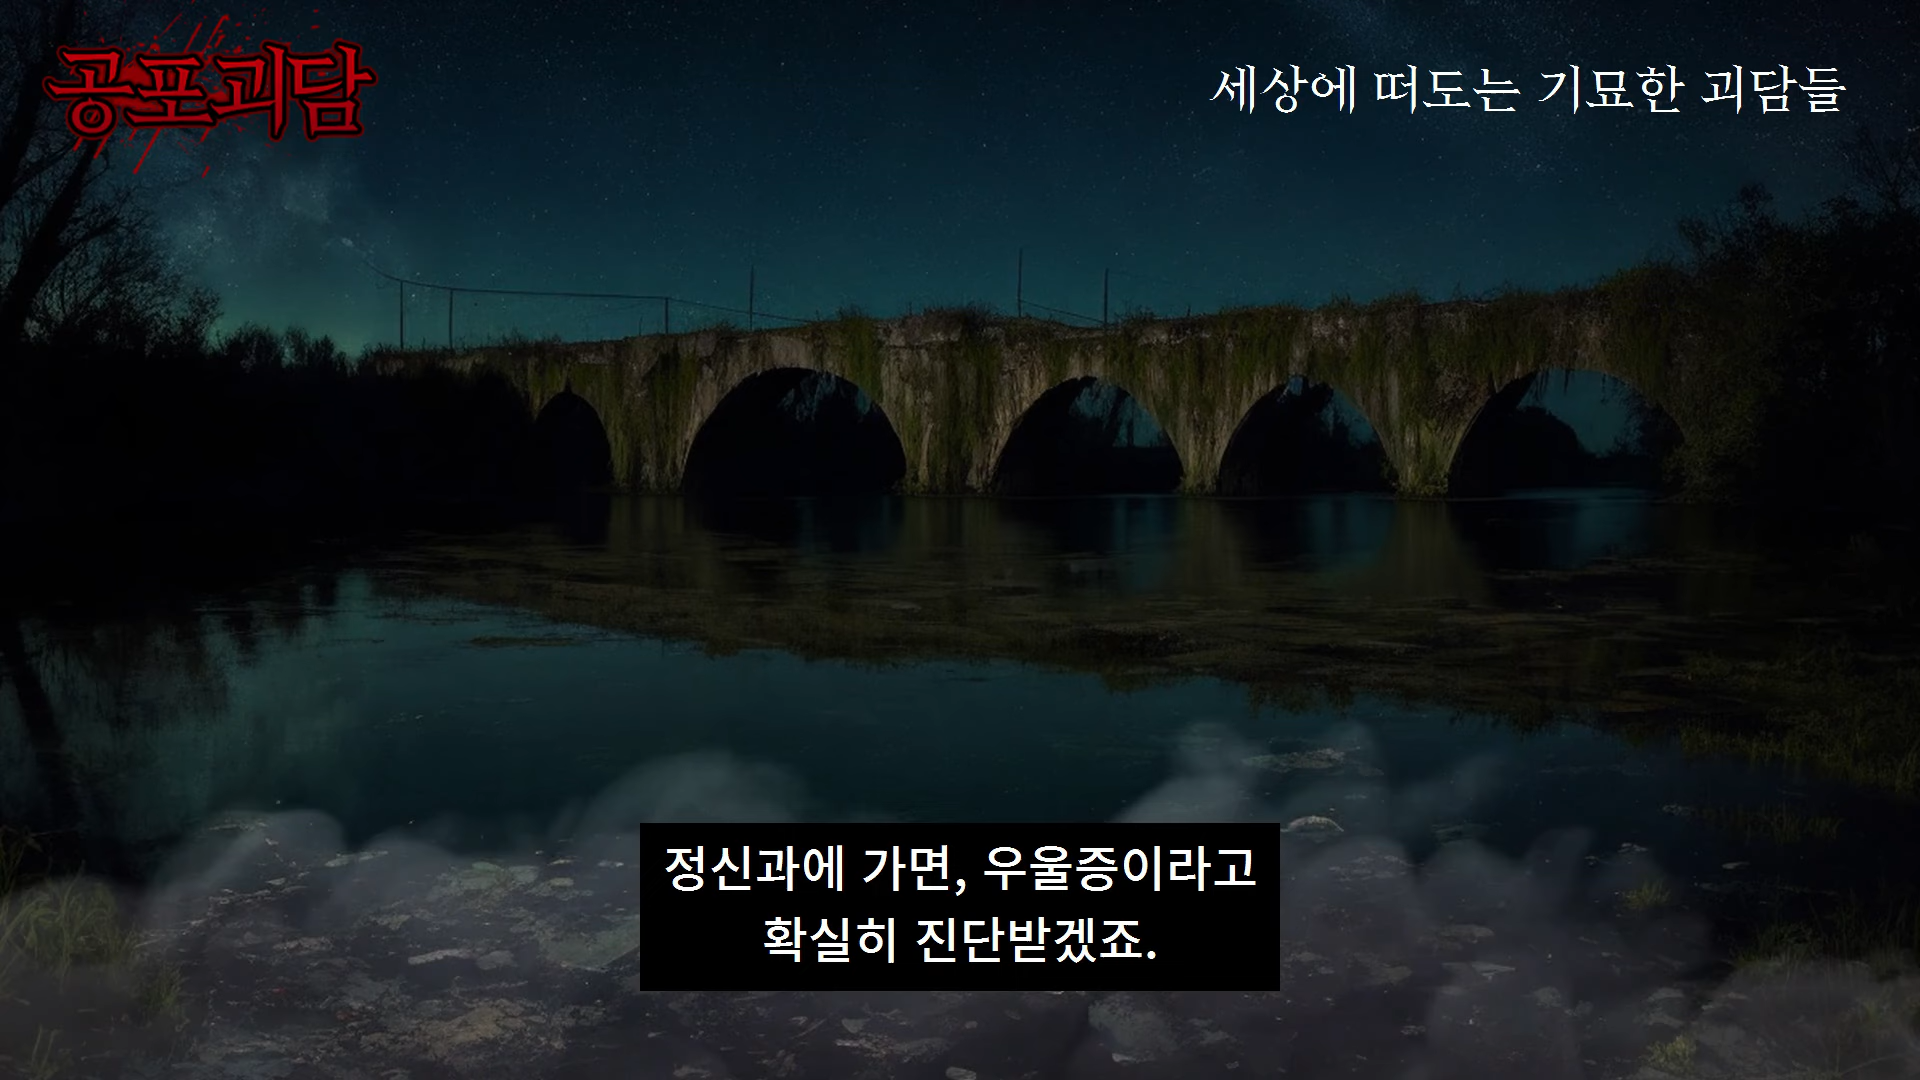 공포괴담
세상에 떠도는 기묘한 괴담들
정신과에 가면, 우울증이라고
확실히 진단받겠죠.